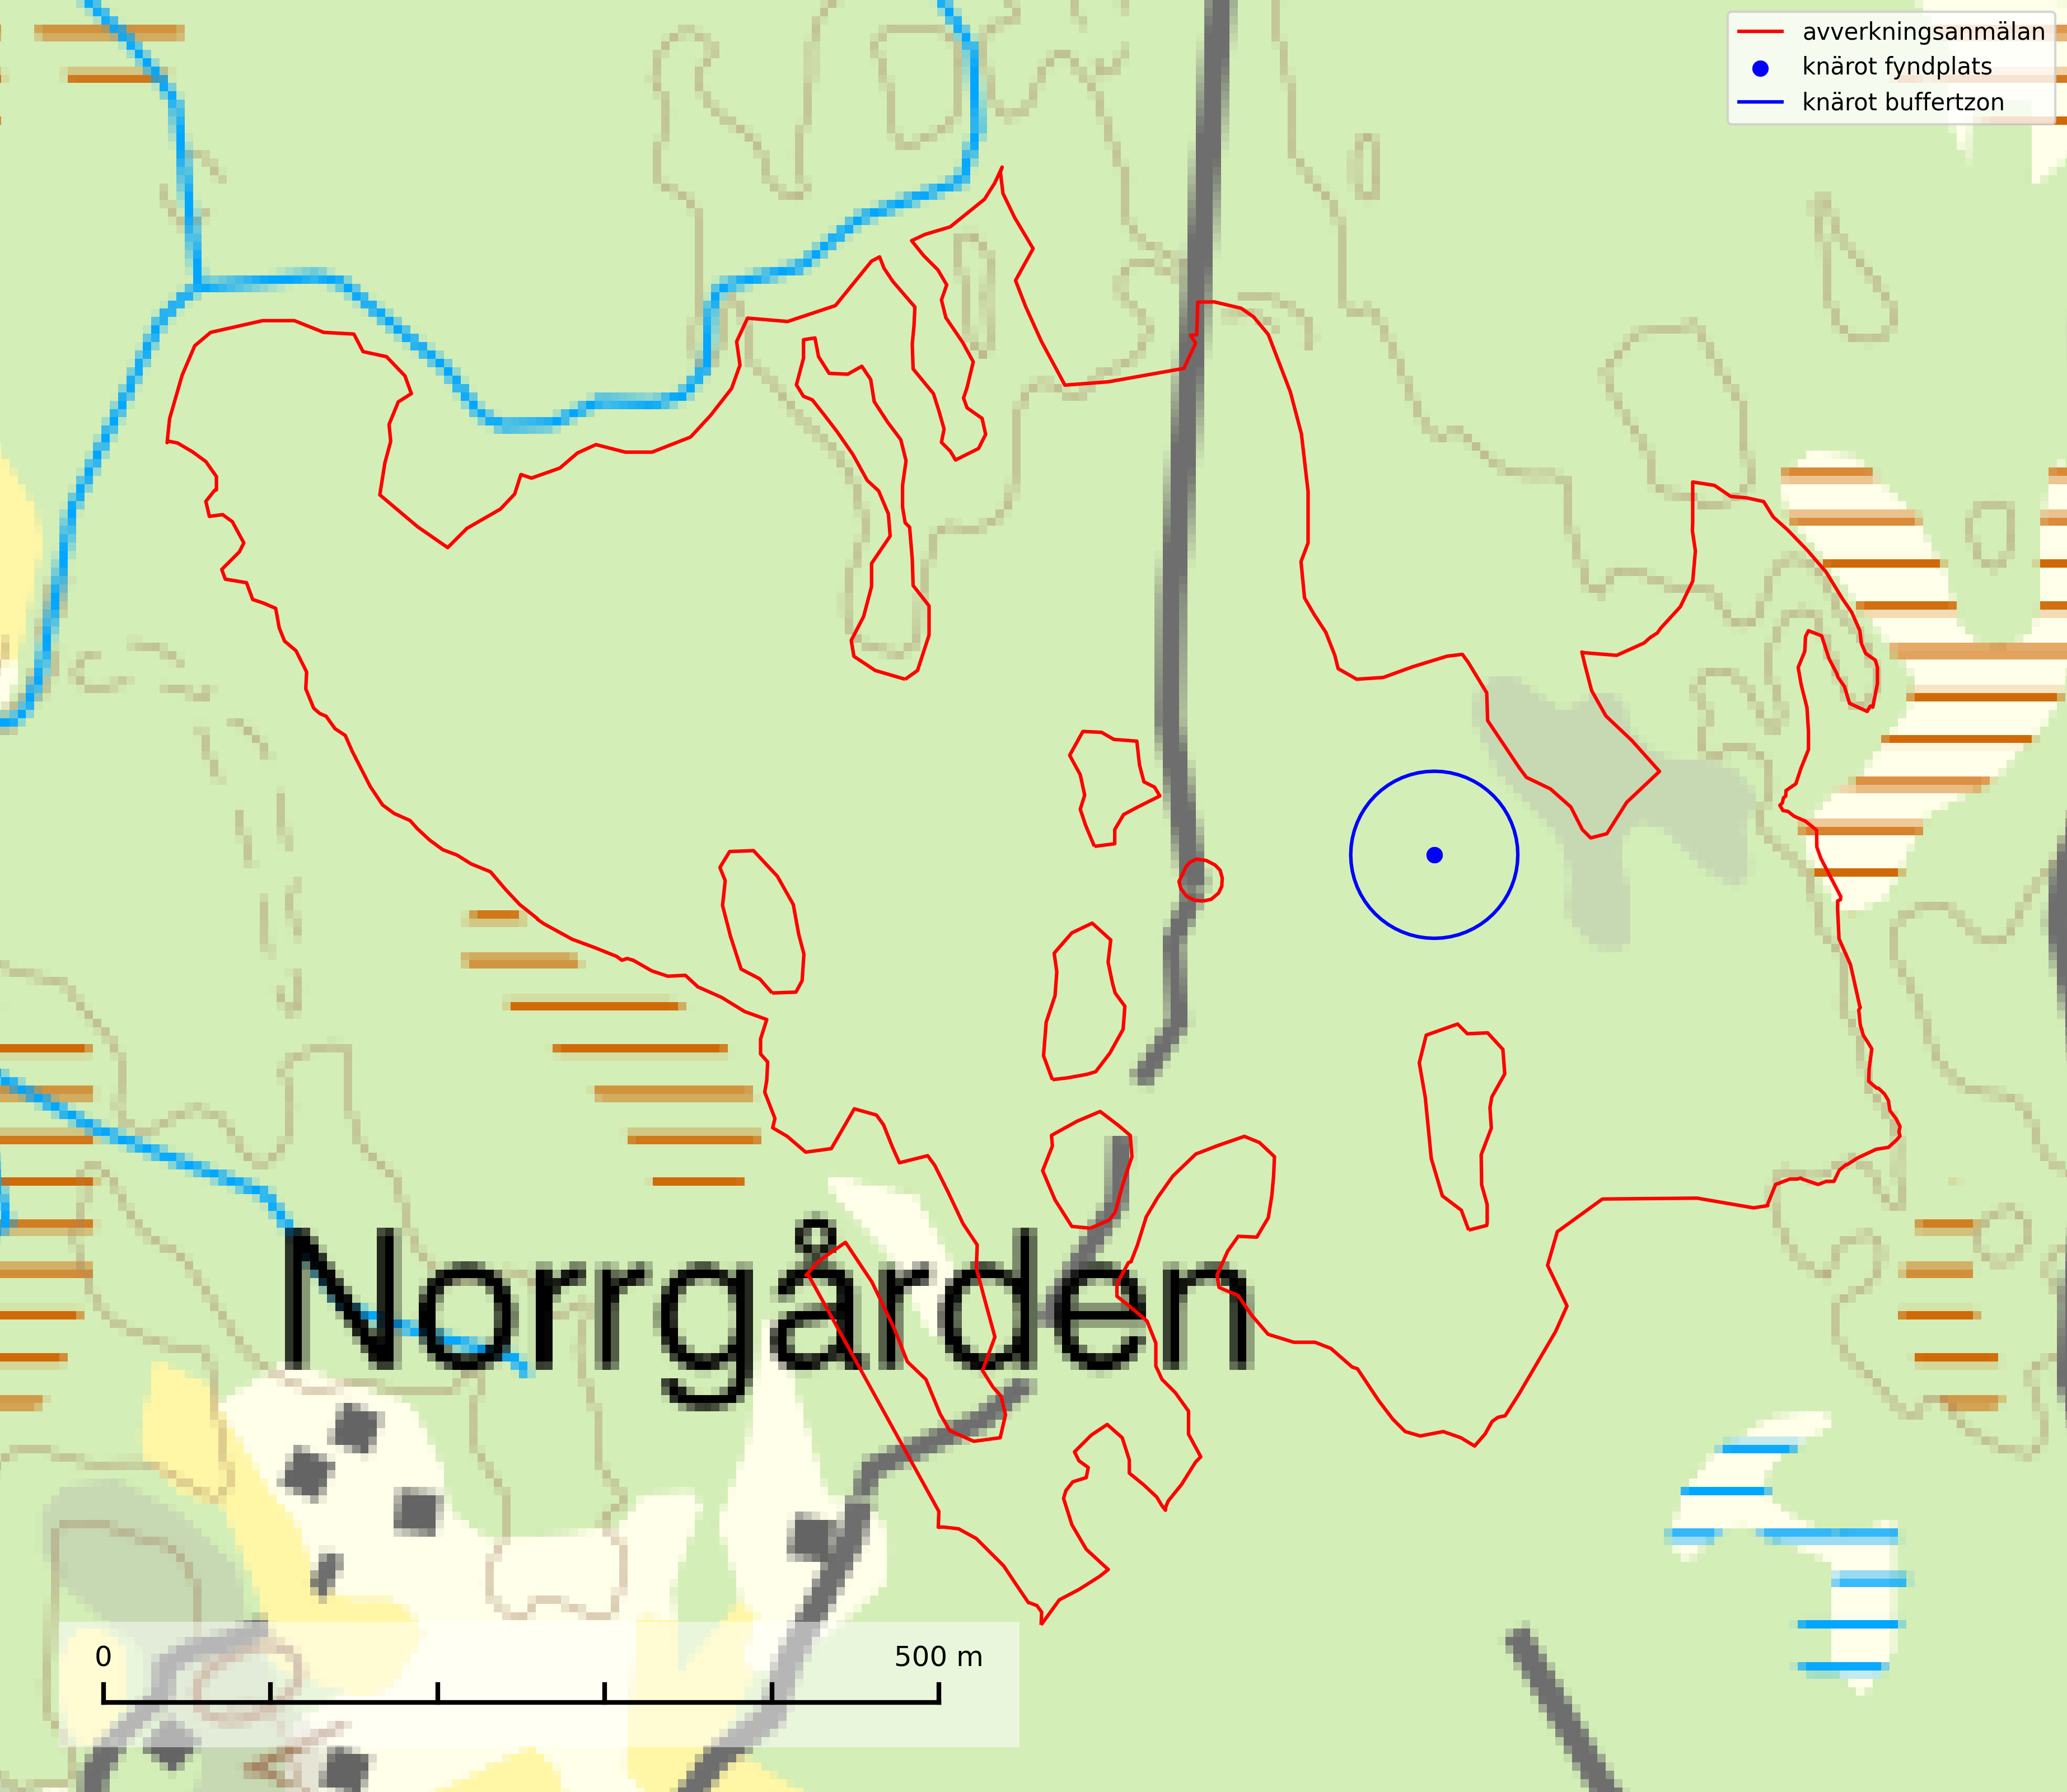 avverkningsanmälan
knärot fyndplats
knärot buffertzon
Norrgården
0 500 m